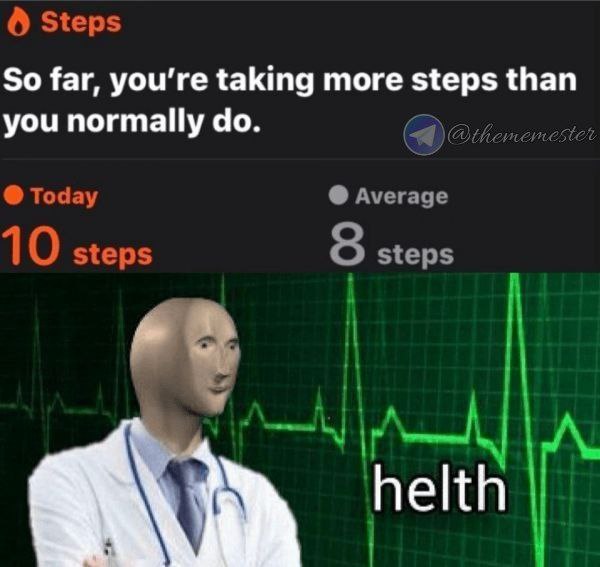 Steps
So far, you're taking more steps than
you normally do.
@thememester
Today
Average
10 steps
8 steps
helth